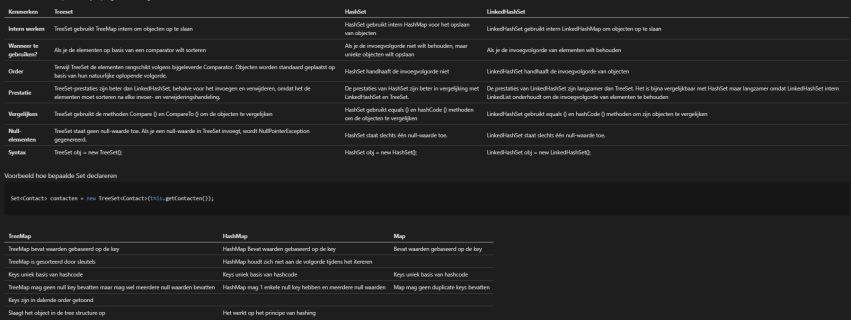 Kenmerken Treeset HashSet LinkedHashSet
Intern werken TreeSet gebruikt TreeMap intern om objecten op te slaan HashSet gebruikt intern HashMap voor het opslaan van objecten LinkedHashSet gebruikt intern LinkedHashMap om objecten op te slaan
Wanneer te gebruiken? Als je de elementen op basis van een comparator wilt sorteren Als je de invoegvolgorde niet wilt behouden, maar unieke objecten wilt opslaan Als je de invoegvolgorde van elementen wilt behouden
Order Terwijl TreeSet de elementen rangschikt volgens bijgeleverde Comparator. Objecten worden standaard geplaatst op basis van hun natuurlijke oplopende volgorde. HashSet handhaaft de invoegvolgorde niet LinkedHashSet handhaaft de invoegvolgorde van objecten
Prestatie TreeSet-prestaties zijn beter dan LinkedHashSet, behalve voor het invoegen en verwijderen, omdat het de elementen moet sorteren na elke invoer- en verwijderingshandeling. De prestaties van HashSet zijn beter in vergelijking met LinkedHashSet en TreeSet. De prestaties van LinkedHashSet zijn langzamer dan TreeSet. Het is bijna vergelijkbaar met HashSet maar langzamer omdat LinkedHashSet intern LinkedList onderhoudt om de invoegvolgorde van elementen te behouden
Vergelijken TreeSet gebruikt de methoden Compare () en CompareTo () om de objecten te vergelijken HashSet gebruikt equals () en hashCode () methoden om de objecten te vergelijken LinkedHashSet gebruikt equals () en hashCode () methoden om zijn objecten te vergelijken
Null-elementen TreeSet staat geen null-waarde toe. Als je een null-waarde in TreeSet invoegt, wordt NullPointerException gegenereerd. HashSet staat slechts één null-waarde toe. LinkedHashSet staat slechts één null-waarde toe.
Syntax TreeSet obj = new TreeSet(); HashSet obj = new HashSet(); LinkedHashSet obj = new LinkedHashSet();
Voorbeeld hoe bepaalde Set declareren
Set<Contact> contacten = new TreeSet<Contact>(this.getContacten());
TreeMap HashMap Map
TreeMap bevat waarden gebaseerd op de key HashMap Bevat waarden gebaseerd op de key Bevat waarden gebaseerd op de key
TreeMap is gesorteerd door sleutels HashMap houdt zich niet aan de volgorde tijdens het itereren
Keys uniek basis van hashcode Keys uniek basis van hashcode Keys uniek basis van hashcode
TreeMap mag geen null key bevatten maar mag wel meerdere null waarden bevatten HashMap mag 1 enkele null key hebben en meerdere null waarden Map mag geen duplicate keys bevatten
Keys zijn in dalende order getoond
Slaagt het object in de tree structure op Het werkt op het principe van hashing